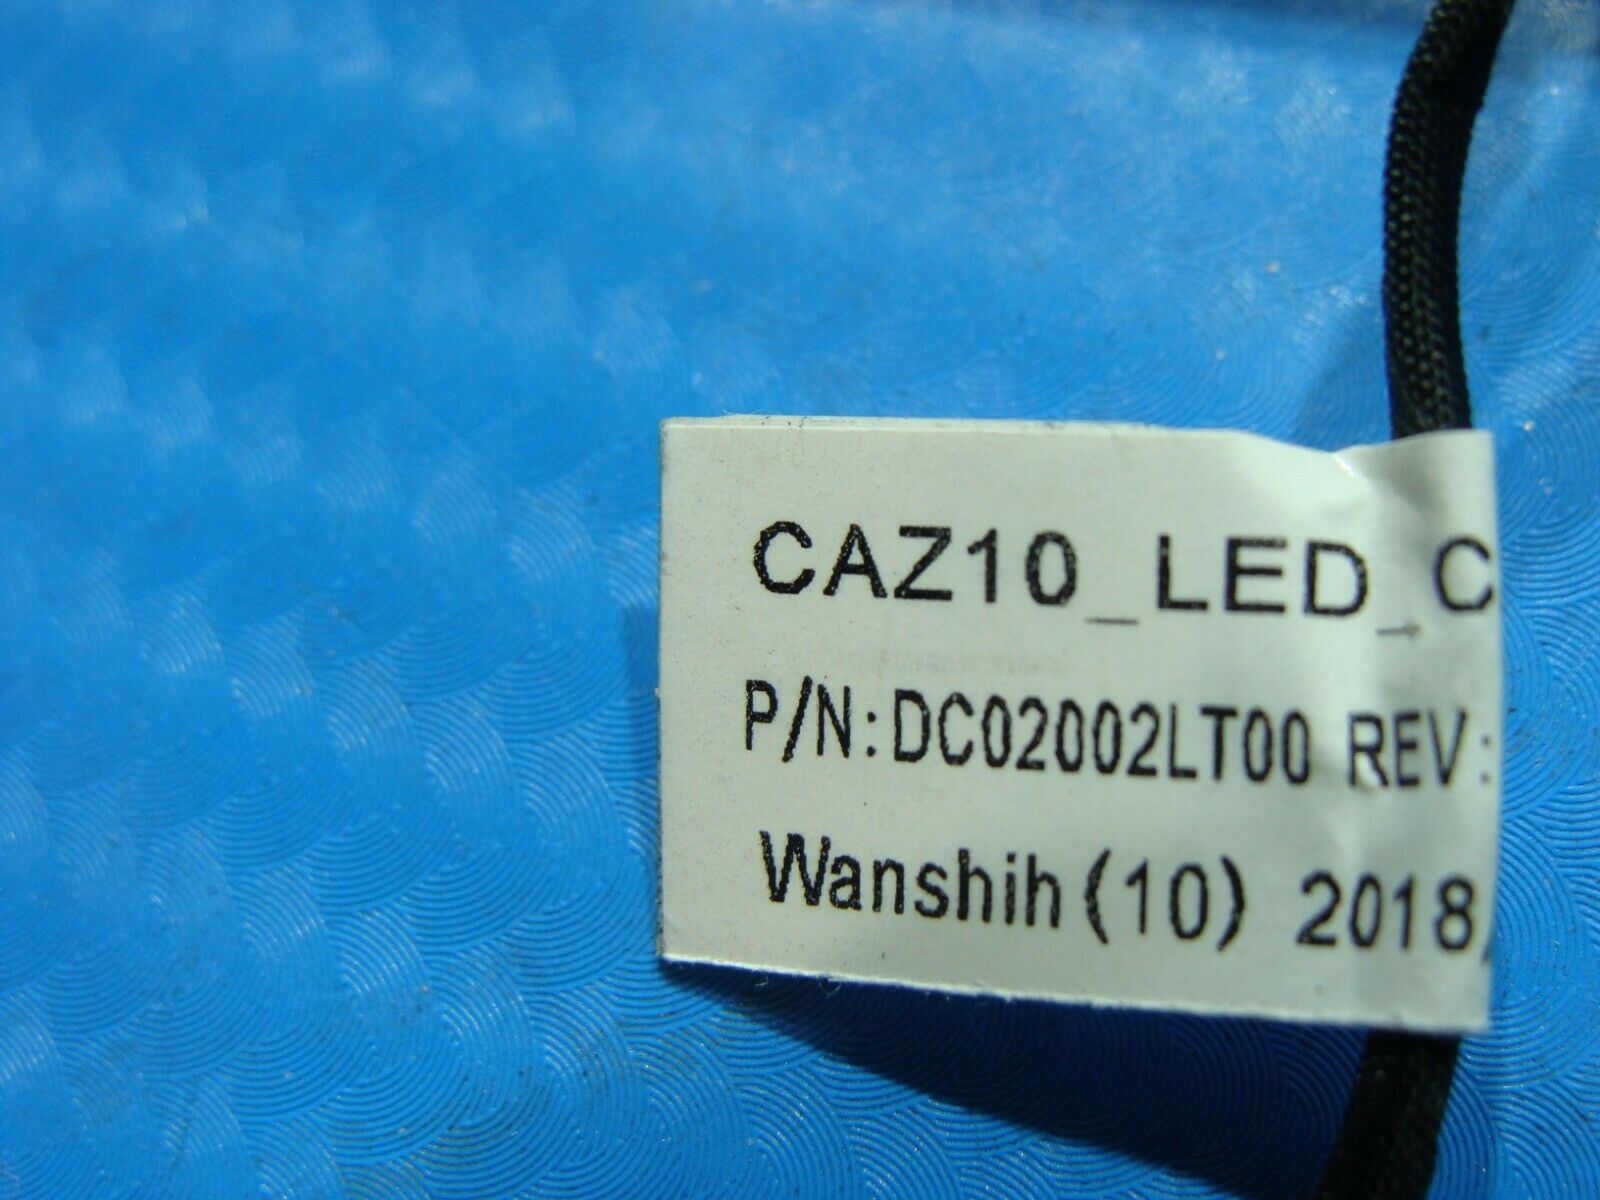 CAZ10_LED_C
P/N:DC02002LT00 REV:
Wanshih(10) 2018